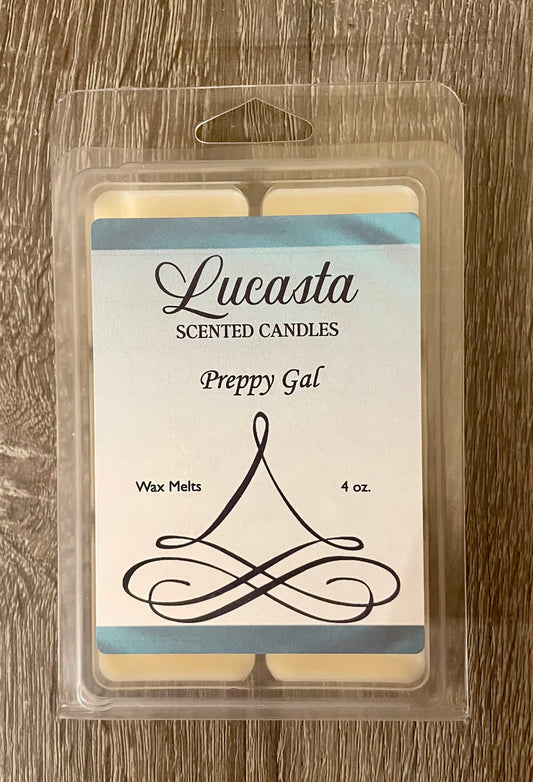 Lucasta
SCENTED CANDLES
Preppy Gal
Wax Melts 4 oz.